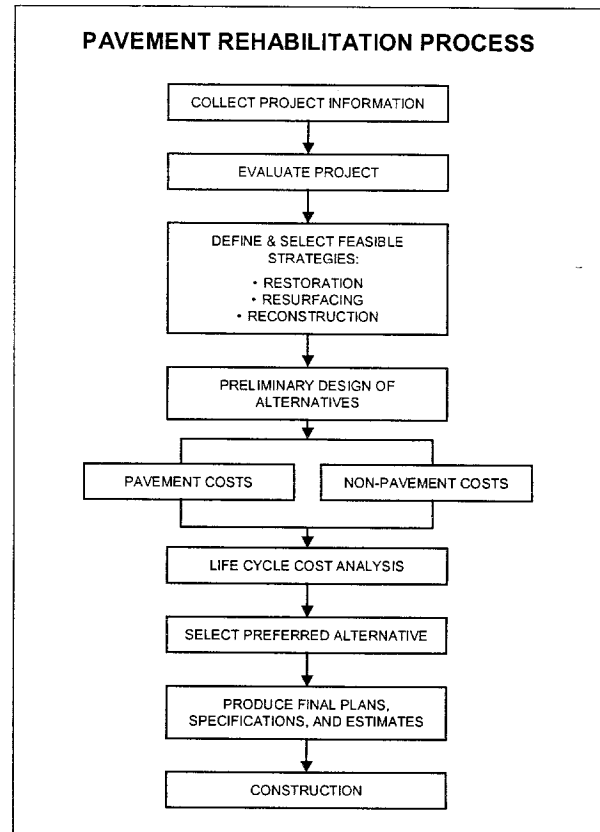 PAVEMENT REHABILITATION PROCESS
COLLECT PROJECT INFORMATION
EVALUATE PROJECT
DEFINE & SELECT FEASIBLE
STRATEGIES:
• RESTORATION
• RESURFACING
• RECONSTRUCTION
PRELIMINARY DESIGN OF
ALTERNATIVES
PAVEMENT COSTS
NON-PAVEMENT COSTS
LIFE CYCLE COST ANALYSIS
SELECT PREFERRED ALTERNATIVE
PRODUCE FINAL PLANS,
SPECIFICATIONS, AND ESTIMATES
CONSTRUCTION